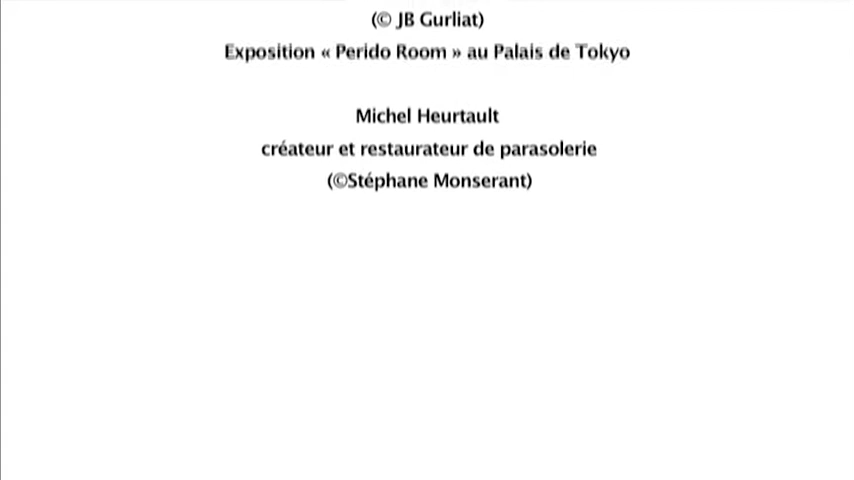 (© JB Gurliat)
Exposition « Perido Room » au Palais de Tokyo
Michel Heurtault
créateur et restaurateur de parasolerie
(©Stéphane Monserant)